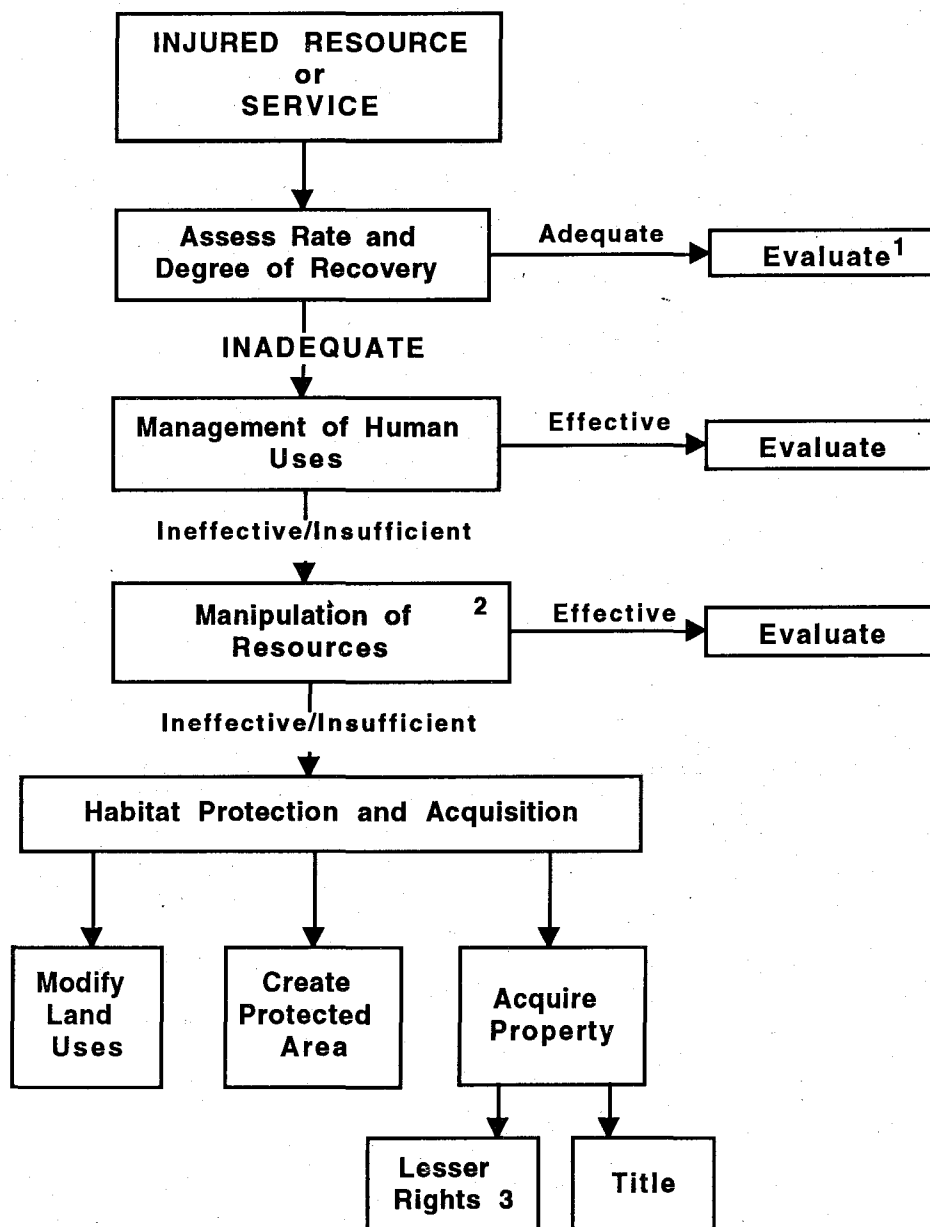 INJURED RESOURCE
or
SERVICE
Assess Rate and
Degree of Recovery
Adequate
Evaluate1
INADEQUATE
Management of Human
Uses
Effective
Evaluate
Ineffective/Insufficient
Manipulation of 2
Resources
Effective
Evaluate
Ineffective/Insufficient
Habitat Protection and Acquisition
Modify
Land
Uses
Create
Protected
Area
Acquire
Property
Lesser
Rights 3
Title